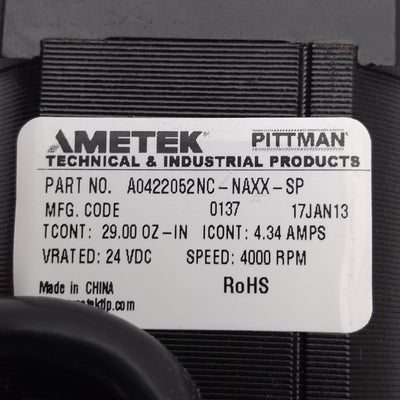 AMETEK PITTMAN
TECHNICAL & INDUSTRIAL PRODUCTS
PART NO. A0422052NC-NAXX-SP
MFG. CODE 0137 17JAN13
TCONT: 29.00 OZ-IN ICONT: 4.34 AMPS
VRATED: 24 VDC SPEED: 4000 RPM
Made in CHINA RoHS